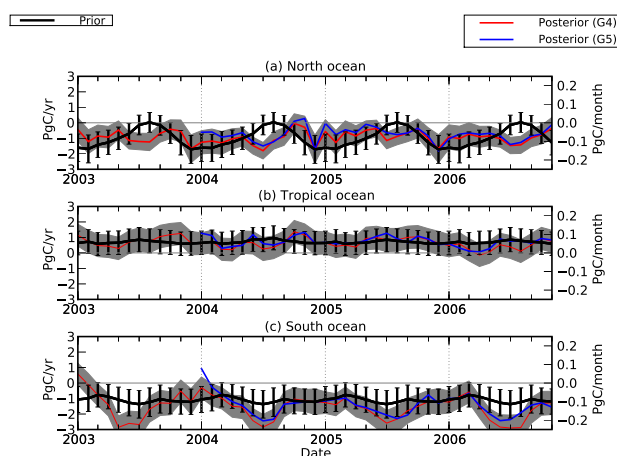 Prior
Posterior (G4)
Posterior (G5)
(a) North ocean
3
2
1
0
−1
−2
−3
PgC/yr
0.2
0.1
0.0
−0.1
−0.2
PgC/month
2003 2004 2005 2006
(b) Tropical ocean
3
2
1
0
−1
−2
−3
PgC/yr
0.2
0.1
0.0
−0.1
−0.2
PgC/month
2003 2004 2005 2006
(c) South ocean
3
2
1
0
−1
−2
−3
PgC/yr
0.2
0.1
0.0
−0.1
−0.2
PgC/month
2003 2004 2005 2006
Date